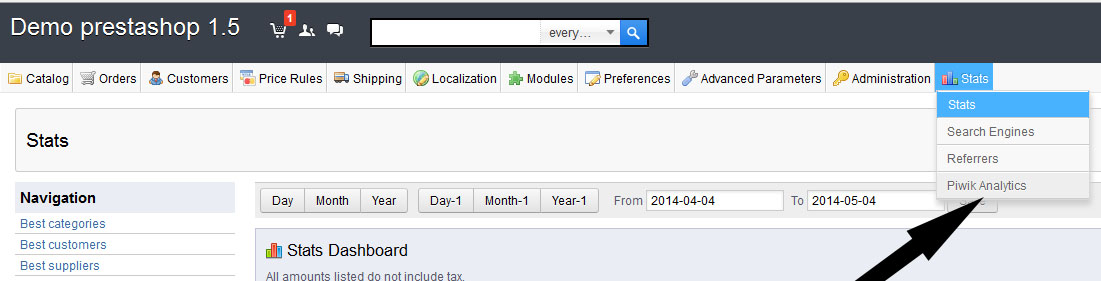 Demo prestashop 1.5
1
every...
Catalog Orders Customers Price Rules Shipping Localization Modules Preferences Advanced Parameters Administration Stats
Stats
Search Engines
Referrers
Piwik Analytics
Stats
Navigation
Best categories
Best customers
Best suppliers
Day Month Year Day-1 Month-1 Year-1 From 2014-04-04 To 2014-05-04
Stats Dashboard
All amounts listed do not include tax.